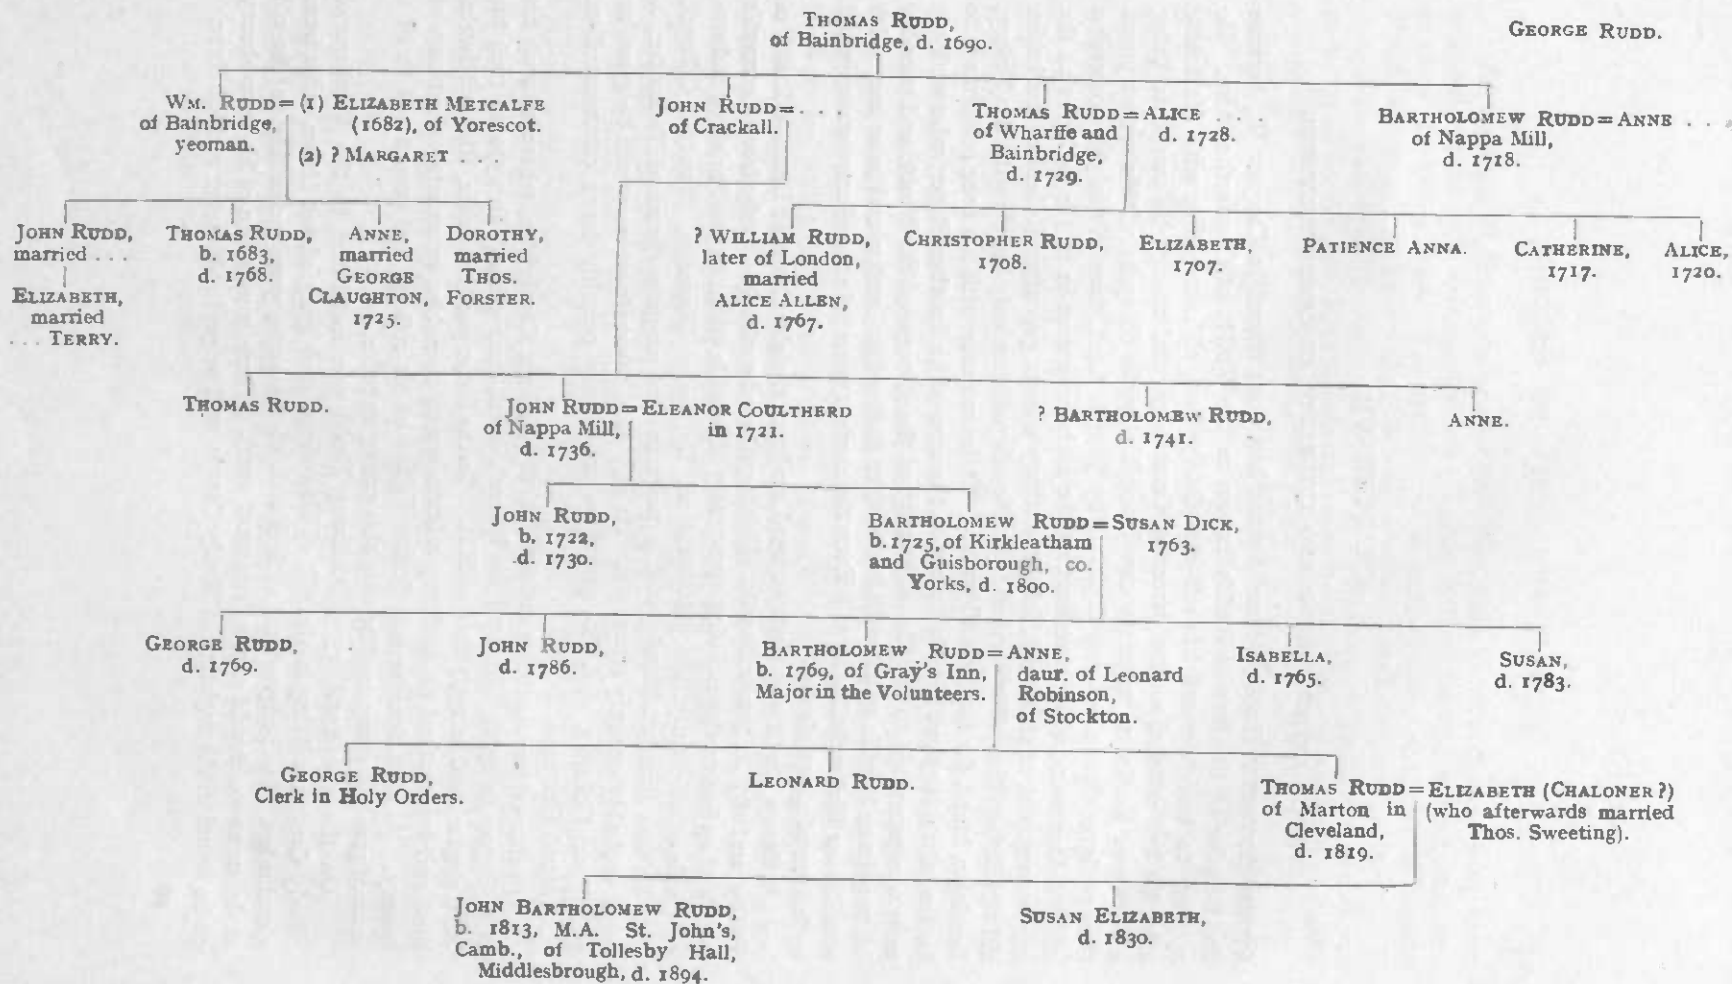 THOMAS RUDD,
of Bainbridge, d. 1690.
GEORGE RUDD.
WM. RUDD = (1) ELIZABETH METCALFE
of Bainbridge, (1682), of Yorescot.
yeoman.
(2) ? MARGARET . . .
JOHN RUDD = . . .
of Crackall.
THOMAS RUDD = ALICE . . .
of Wharffe and d. 1728.
Bainbridge,
d. 1729.
BARTHOLOMEW RUDD = ANNE . . .
of Nappa Mill,
d. 1718.
JOHN RUDD,
married . . .
ELIZABETH,
married
. . . TERRY.
THOMAS RUDD,
b. 1683,
d. 1768.
ANNE,
married
GEORGE
CLAUGHTON,
1725.
DOROTHY,
married
THOS.
FORSTER.
? WILLIAM RUDD,
later of London,
married
ALICE ALLEN,
d. 1767.
CHRISTOPHER RUDD,
1708.
ELIZABETH,
1707.
PATIENCE ANNA.
CATHERINE,
1717.
ALICE,
1720.
THOMAS RUDD.
JOHN RUDD = ELEANOR COULTHERD
of Nappa Mill, in 1721.
d. 1736.
? BARTHOLOMEW RUDD,
d. 1741.
ANNE.
JOHN RUDD,
b. 1722,
d. 1730.
BARTHOLOMEW RUDD = SUSAN DICK,
b. 1725, of Kirkleatham 1763.
and Guisborough, co.
Yorks, d. 1800.
GEORGE RUDD,
d. 1769.
JOHN RUDD,
d. 1786.
BARTHOLOMEW RUDD = ANNE,
b. 1769, of Gray's Inn, daur. of Leonard
Major in the Volunteers. Robinson,
of Stockton.
ISABELLA,
d. 1765.
SUSAN,
d. 1783.
GEORGE RUDD,
Clerk in Holy Orders.
LEONARD RUDD.
THOMAS RUDD = ELIZABETH (CHALONER ?)
of Marton in (who afterwards married
Cleveland, Thos. Sweeting).
d. 1819.
JOHN BARTHOLOMEW RUDD,
b. 1813, M.A. St. John's,
Camb., of Tollesby Hall,
Middlesbrough, d. 1894.
SUSAN ELIZABETH,
d. 1830.